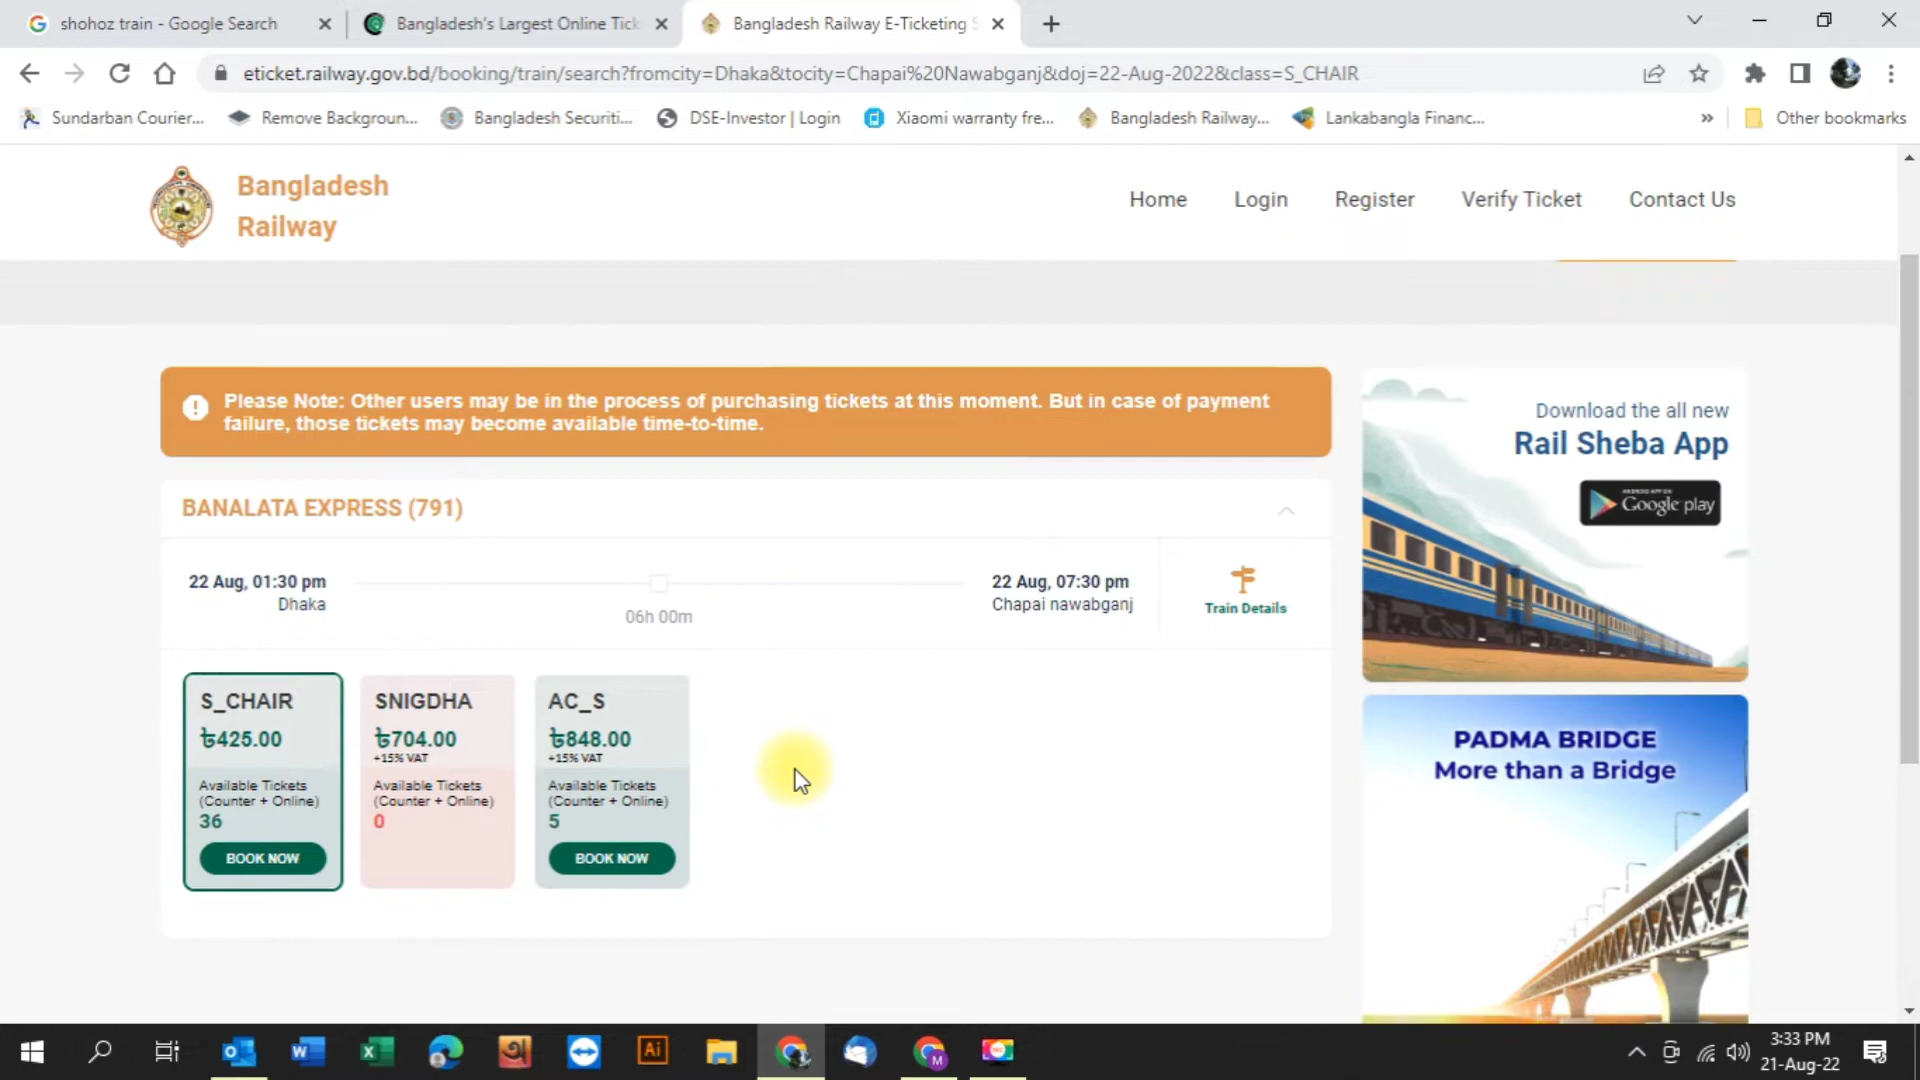 shohoz train - Google Search
Bangladesh's Largest Online Tick
Bangladesh Railway E-Ticketing S
eticket.railway.gov.bd/booking/train/search?fromcity=Dhaka&tocity=Chapai%20Nawabganj&doj=22-Aug-2022&class=S_CHAIR
Sundarban Courier...
Remove Backgroun...
Bangladesh Securiti...
DSE-Investor | Login
Xiaomi warranty fre...
Bangladesh Railway...
Lankabangla Financ...
»
Other bookmarks
Bangladesh
Railway
Home
Login
Register
Verify Ticket
Contact Us
Please Note: Other users may be in the process of purchasing tickets at this moment. But in case of payment
failure, those tickets may become available time-to-time.
BANALATA EXPRESS (791)
22 Aug, 01:30 pm
Dhaka
06h 00m
22 Aug, 07:30 pm
Chapai nawabganj
Train Details
S_CHAIR
৳425.00
Available Tickets
(Counter + Online)
36
BOOK NOW
SNIGDHA
৳704.00
+15% VAT
Available Tickets
(Counter + Online)
0
AC_S
৳848.00
+15% VAT
Available Tickets
(Counter + Online)
5
BOOK NOW
Download the all new
Rail Sheba App
ANDROID APP ON
Google play
PADMA BRIDGE
More than a Bridge
3:33 PM
21-Aug-22